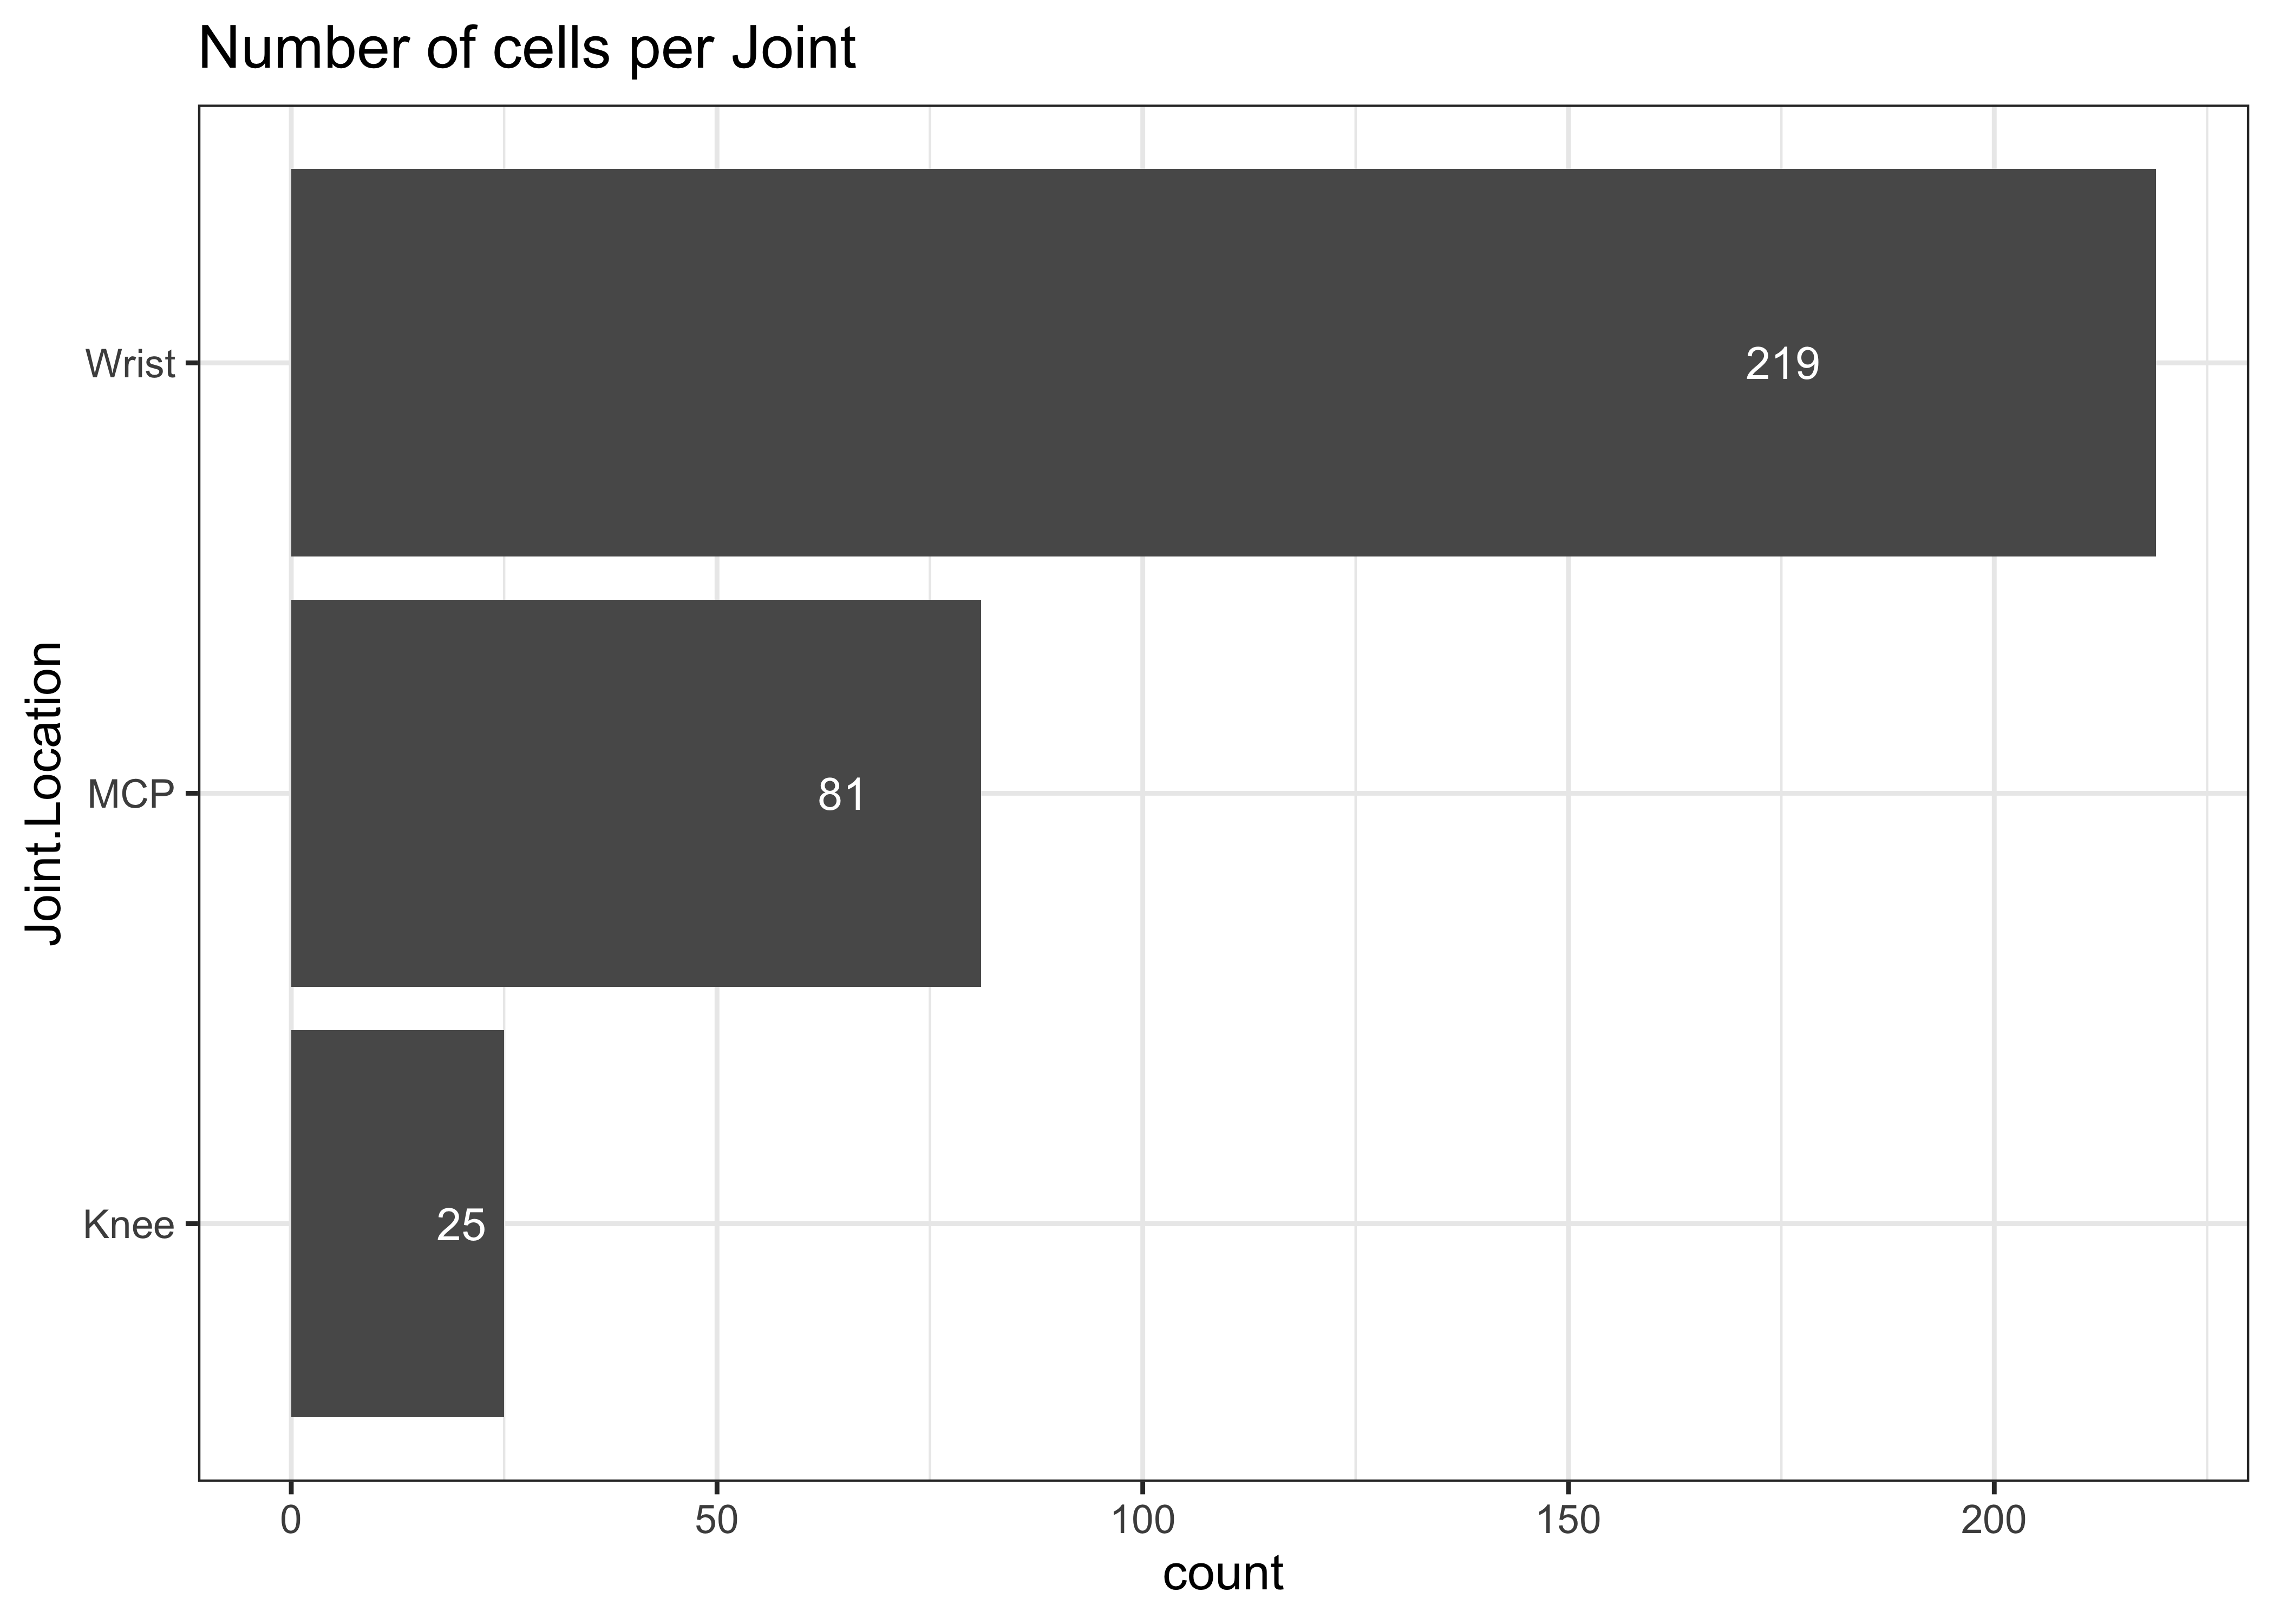 Number of cells per Joint
Joint.Location
Wrist
219
MCP
81
Knee
25
0 50 100 150 200
count